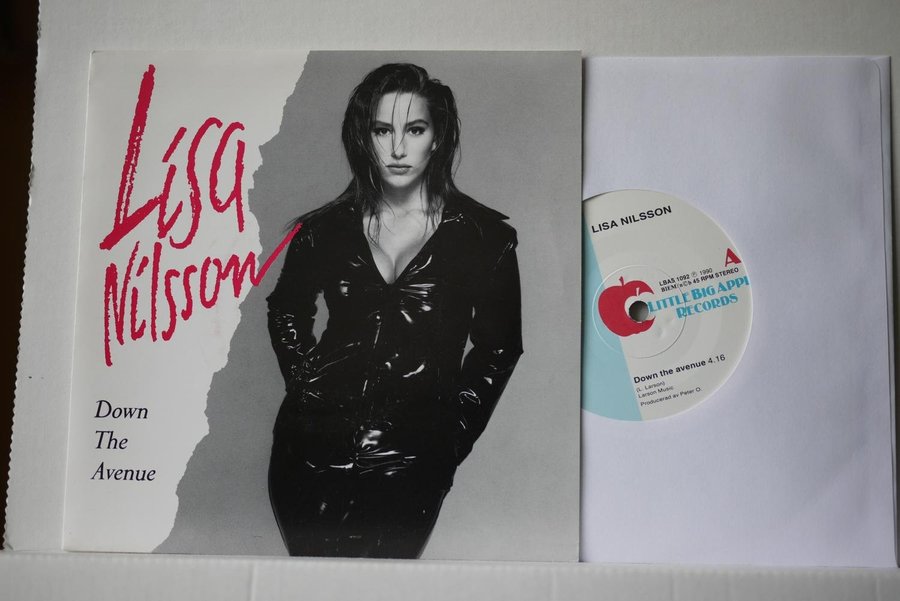 Lisa
Nilsson
Down
The
Avenue
LISA NILSSON
A
LBAS 1092 ℗ 1990
BIEM/n©b 45 RPM STEREO
LITTLE BIG APPL
RECORDS
Down the avenue 4.16
(L. Larson)
Larson Music.
Producerad av Peter O.